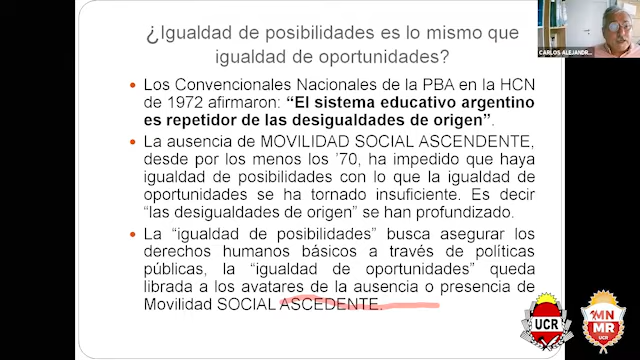 ¿Igualdad de posibilidades es lo mismo que
igualdad de oportunidades?
Los Convencionales Nacionales de la PBA en la HCN
de 1972 afirmaron: “El sistema educativo argentino
es repetidor de las desigualdades de origen”.
La ausencia de MOVILIDAD SOCIAL ASCENDENTE,
desde por los menos los ’70, ha impedido que haya
igualdad de posibilidades con lo que la igualdad de
oportunidades se ha tornado insuficiente. Es decir
“las desigualdades de origen” se han profundizado.
La “igualdad de posibilidades” busca asegurar los
derechos humanos básicos a través de políticas
públicas, la “igualdad de oportunidades” queda
librada a los avatares de la ausencia o presencia de
Movilidad SOCIAL ASCEDENTE.
CARLOS ALEJANDR...
UCR
MN
MR
UCR